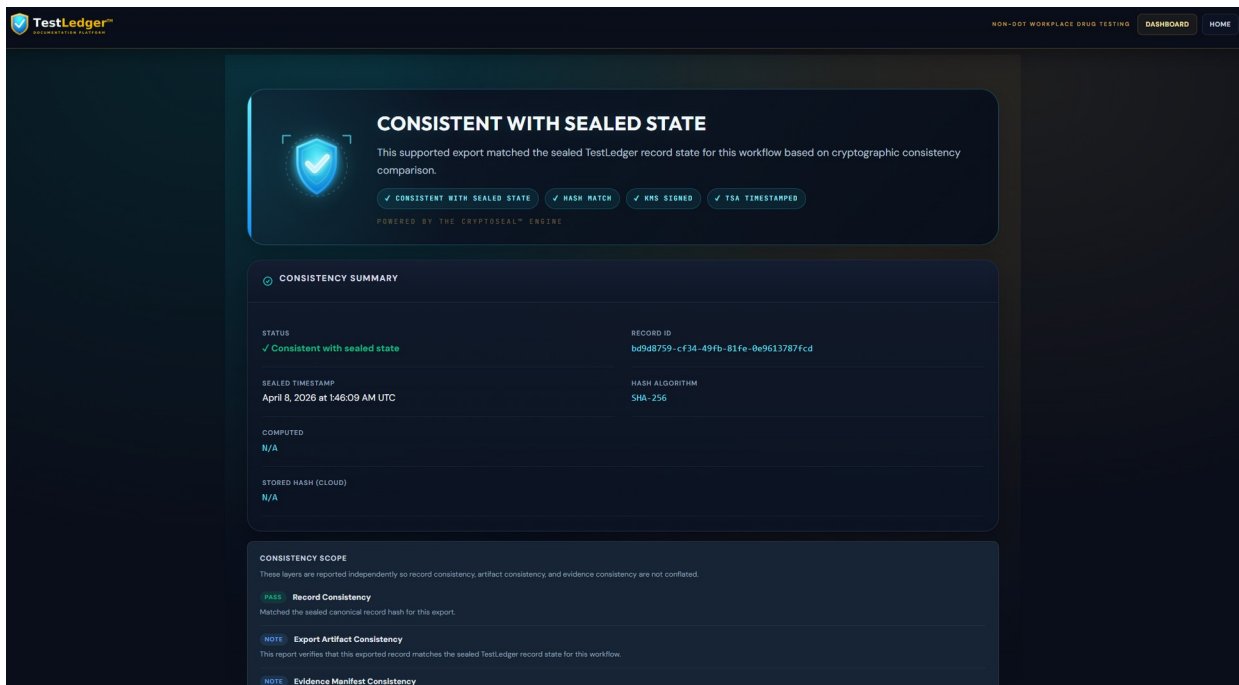 TestLedger™
DOCUMENTATION PLATFORM
NON-DOT WORKPLACE DRUG TESTING
DASHBOARD
HOME
CONSISTENT WITH SEALED STATE
This supported export matched the sealed TestLedger record state for this workflow based on cryptographic consistency
comparison.
✓ CONSISTENT WITH SEALED STATE
✓ HASH MATCH
✓ KMS SIGNED
✓ TSA TIMESTAMPED
POWERED BY THE CRYPTOSEAL™ ENGINE
CONSISTENCY SUMMARY
STATUS
✓ Consistent with sealed state
RECORD ID
bd9d8759-cf34-49fb-81fe-0e9613787fcd
SEALED TIMESTAMP
April 8, 2026 at 1:46:09 AM UTC
HASH ALGORITHM
SHA-256
COMPUTED
N/A
STORED HASH (CLOUD)
N/A
CONSISTENCY SCOPE
These layers are reported independently so record consistency, artifact consistency, and evidence consistency are not conflated.
PASS Record Consistency
Matched the sealed canonical record hash for this export.
NOTE Export Artifact Consistency
This report verifies that this exported record matches the sealed TestLedger record state for this workflow.
NOTE Evidence Manifest Consistency